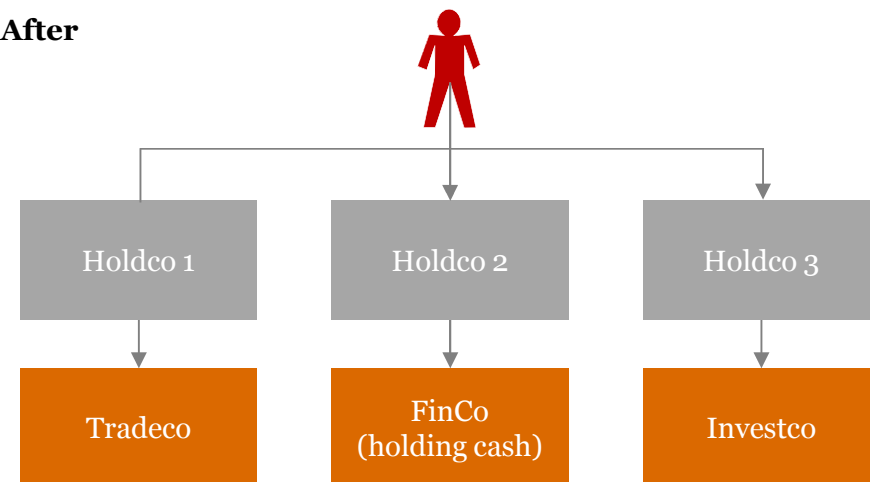 After
Holdco 1
Holdco 2
Holdco 3
Tradeco
FinCo
(holding cash)
Investco